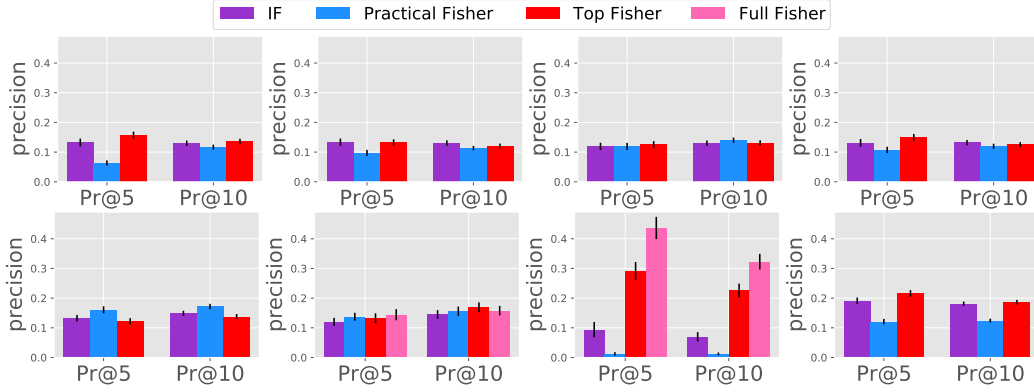 IF Practical Fisher Top Fisher Full Fisher
precision precision precision precision
0.4 0.4 0.4 0.4
0.3 0.3 0.3 0.3
0.2 0.2 0.2 0.2
0.1 0.1 0.1 0.1
0.0 0.0 0.0 0.0
Pr@5 Pr@10 Pr@5 Pr@10 Pr@5 Pr@10 Pr@5 Pr@10
precision precision precision precision
0.4 0.4 0.4 0.4
0.3 0.3 0.3 0.3
0.2 0.2 0.2 0.2
0.1 0.1 0.1 0.1
0.0 0.0 0.0 0.0
Pr@5 Pr@10 Pr@5 Pr@10 Pr@5 Pr@10 Pr@5 Pr@10